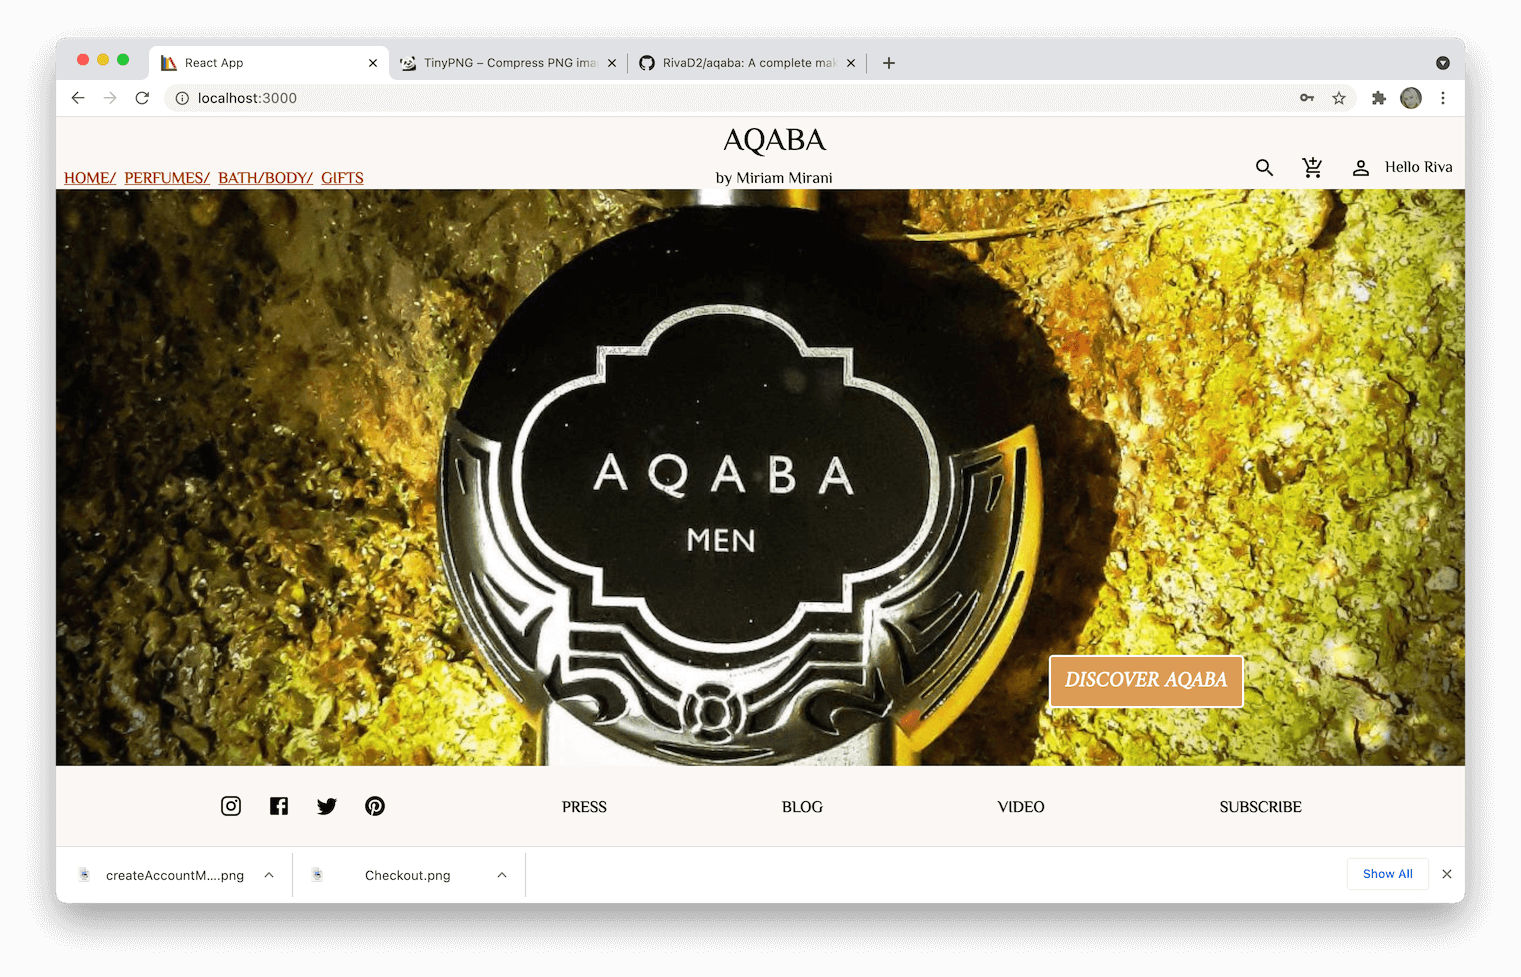 React App
TinyPNG – Compress PNG ima
RivaD2/aqaba: A complete mak
localhost:3000
AQABA
HOME/ PERFUMES/ BATH/BODY/ GIFTS
by Miriam Mirani
Hello Riva
AQABA
MEN
DISCOVER AQABA
PRESS
BLOG
VIDEO
SUBSCRIBE
createAccountM....png
Checkout.png
Show All